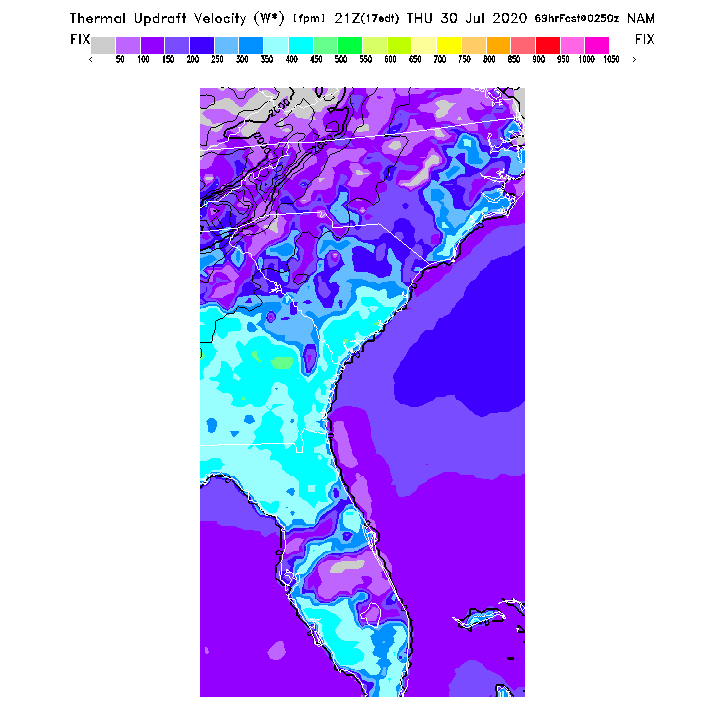 Thermal Updraft Velocity (W*) [fpm] 21Z(17edt) THU 30 Jul 2020 69hrFcst@0250z NAM
FIX FIX
< 50 100 150 200 250 300 350 400 450 500 550 600 650 700 750 800 850 900 950 1000 1050 >